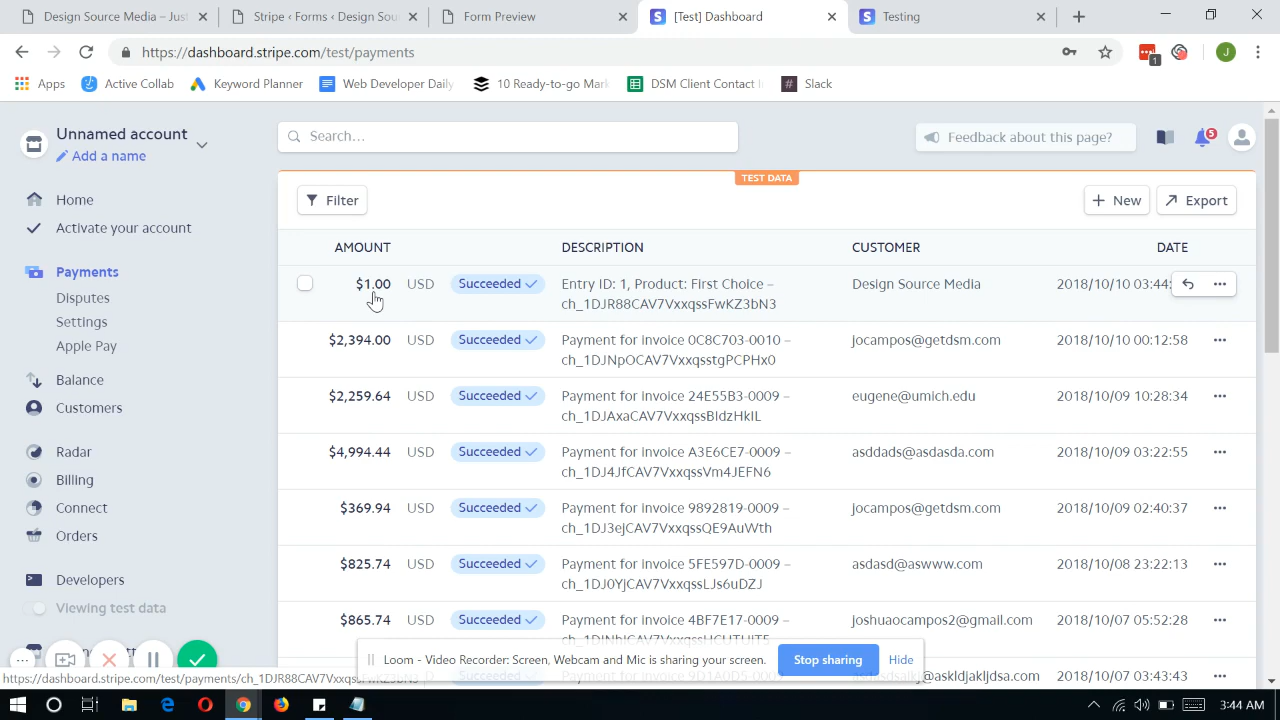 Design Source Media – Just
Stripe ‹ Forms ‹ Design Sour
Form Preview
[Test] Dashboard
Testing
https://dashboard.stripe.com/test/payments
1
J
Apps
Active Collab
Keyword Planner
Web Developer Daily
10 Ready-to-go Mark
DSM Client Contact I
Slack
Unnamed account
Add a name
Search...
Feedback about this page?
5
TEST DATA
Home
Activate your account
Payments
Disputes
Settings
Apple Pay
Balance
Customers
Radar
Billing
Connect
Orders
Developers
Viewing test data
Filter
New
Export
AMOUNT DESCRIPTION CUSTOMER DATE
$1.00 USD Succeeded Entry ID: 1, Product: First Choice – Design Source Media 2018/10/10 03:44:
ch_1DJR88CAV7VxxqssFwKZ3bN3
$2,394.00 USD Succeeded Payment for Invoice 0C8C703-0010 – jocampos@getdsm.com 2018/10/10 00:12:58
ch_1DJNpOCAV7VxxqsstgPCPHx0
$2,259.64 USD Succeeded Payment for Invoice 24E55B3-0009 – eugene@umich.edu 2018/10/09 10:28:34
ch_1DJAxaCAV7VxxqssBIdzHkIL
$4,994.44 USD Succeeded Payment for Invoice A3E6CE7-0009 – asddads@asdasda.com 2018/10/09 03:22:55
ch_1DJ4JfCAV7VxxqssVm4JEFN6
$369.94 USD Succeeded Payment for Invoice 9892819-0009 – jocampos@getdsm.com 2018/10/09 02:40:37
ch_1DJ3ejCAV7VxxqssQE9AuWth
$825.74 USD Succeeded Payment for Invoice 5FE597D-0009 – asdasd@aswww.com 2018/10/08 23:22:13
ch_1DJ0YjCAV7VxxqssLJs6uDZJ
$865.74 USD Succeeded Payment for Invoice 4BF7E17-0009 – joshuaocampos2@gmail.com 2018/10/07 05:52:28
Loom - Video Recorder: Screen, Webcam and Mic is sharing your screen.
Stop sharing
Hide
2018/10/07 03:43:43
3:44 AM